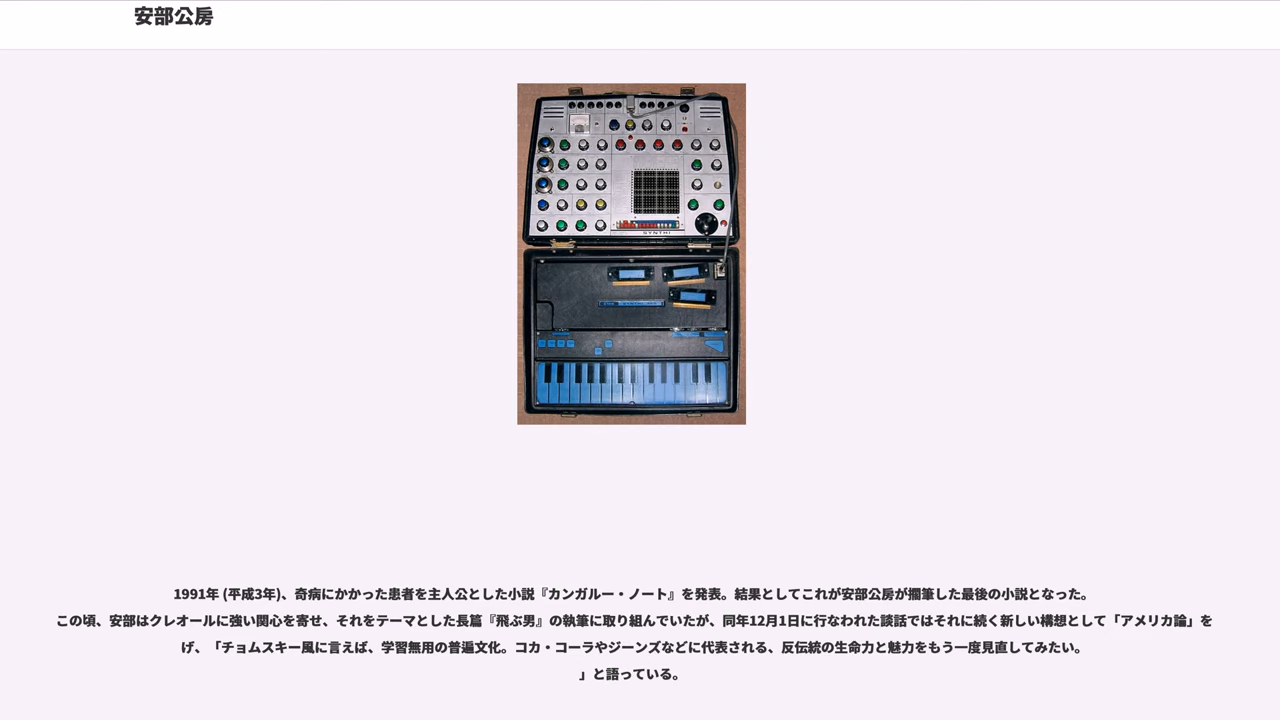 安部公房
SYNTHI
1991年 (平成3年)、奇病にかかった患者を主人公とした小説『カンガルー・ノート』を発表。結果としてこれが安部公房が擱筆した最後の小説となった。
この頃、安部はクレオールに強い関心を寄せ、それをテーマとした長篇『飛ぶ男』の執筆に取り組んでいたが、同年12月1日に行なわれた談話ではそれに続く新しい構想として「アメリカ論」を
げ、「チョムスキー風に言えば、学習無用の普遍文化。コカ・コーラやジーンズなどに代表される、反伝統の生命力と魅力をもう一度見直してみたい。
」と語っている。